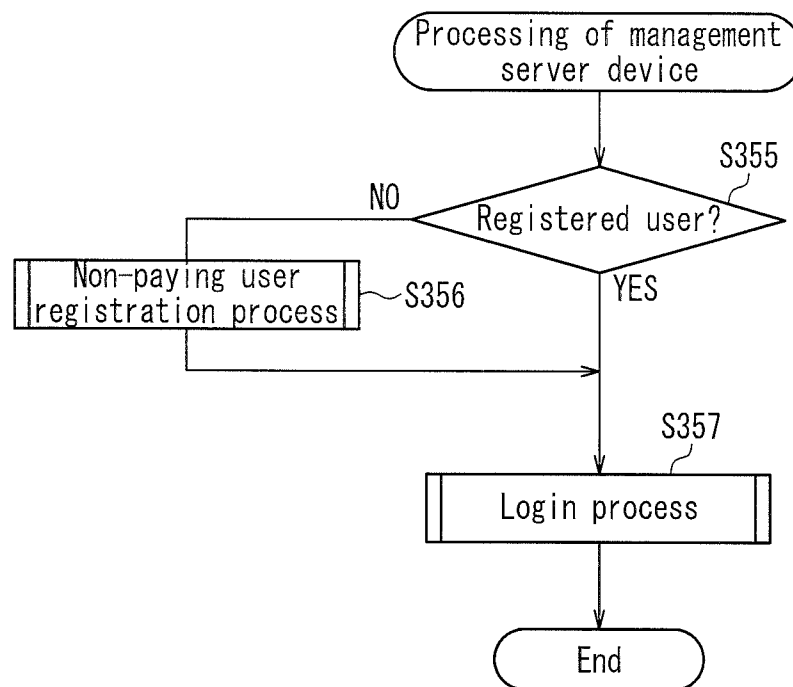 Processing of management
server device
S355
NO
Registered user?
Non-paying user
registration process
S356
YES
S357
Login process
End